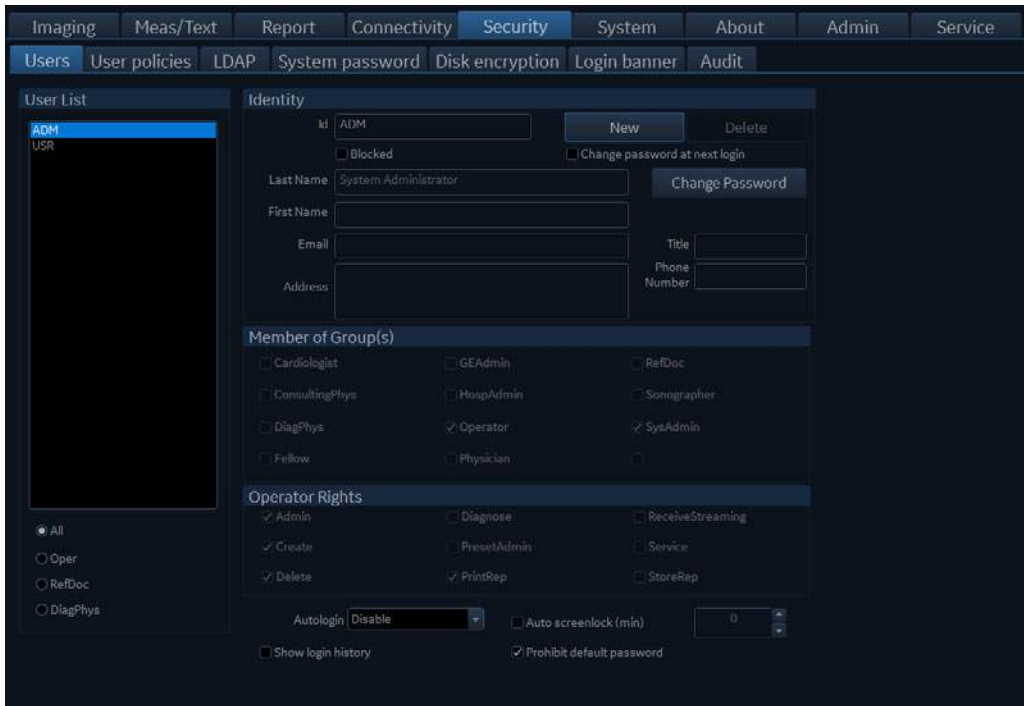 Imaging Meas/Text Report Connectivity Security System About Admin Service
Users User policies LDAP System password Disk encryption Login banner Audit
User List
ADM
USR
All
Oper
RefDoc
DiagPhys
Identity
Id ADM New Delete
Blocked Change password at next login
Last Name System Administrator Change Password
First Name
Email Title
Address Phone Number
Member of Group(s)
Cardiologist GEAdmin RefDoc
ConsultingPhys HospAdmin Sonographer
DiagPhys Operator SysAdmin
Fellow Physician
Operator Rights
Admin Diagnose ReceiveStreaming
Create PresetAdmin Service
Delete PrintRep StoreRep
Autologin Disable Auto screenlock (min) 0
Show login history Prohibit default password